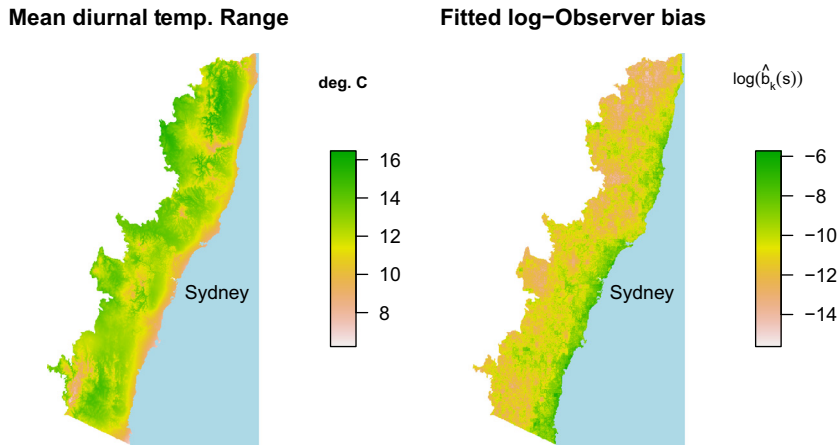 Mean diurnal temp. Range
deg. C
16
14
12
10
8
Sydney
Fitted log−Observer bias
log(b̂ₖ(s))
−6
−8
−10
−12
−14
Sydney